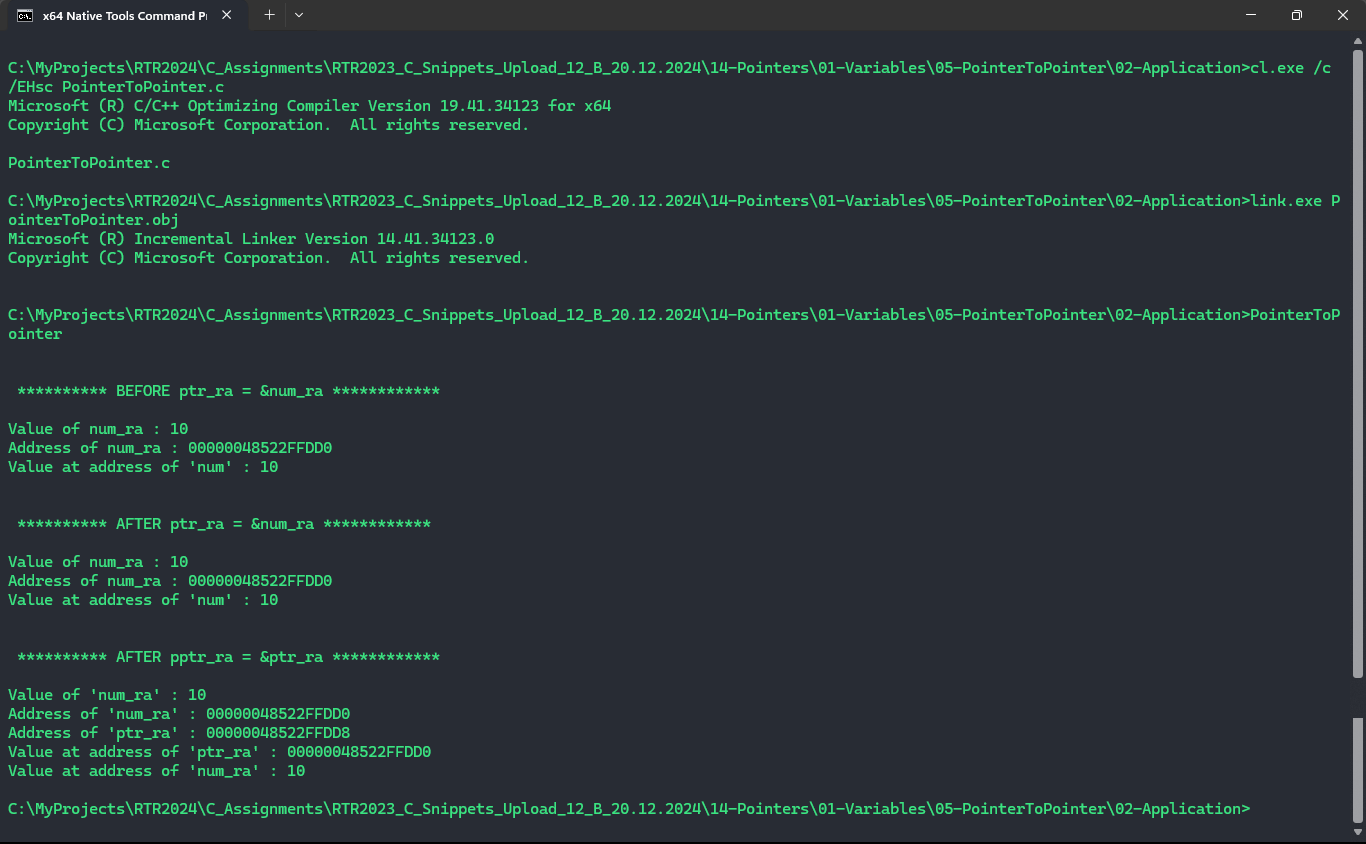 x64 Native Tools Command Pr
C:\MyProjects\RTR2024\C_Assignments\RTR2023_C_Snippets_Upload_12_B_20.12.2024\14-Pointers\01-Variables\05-PointerToPointer\02-Application>cl.exe /c
/EHsc PointerToPointer.c
Microsoft (R) C/C++ Optimizing Compiler Version 19.41.34123 for x64
Copyright (C) Microsoft Corporation.  All rights reserved.
PointerToPointer.c
C:\MyProjects\RTR2024\C_Assignments\RTR2023_C_Snippets_Upload_12_B_20.12.2024\14-Pointers\01-Variables\05-PointerToPointer\02-Application>link.exe P
ointerToPointer.obj
Microsoft (R) Incremental Linker Version 14.41.34123.0
Copyright (C) Microsoft Corporation.  All rights reserved.
C:\MyProjects\RTR2024\C_Assignments\RTR2023_C_Snippets_Upload_12_B_20.12.2024\14-Pointers\01-Variables\05-PointerToPointer\02-Application>PointerToP
ointer
********** BEFORE ptr_ra = &num_ra ************
Value of num_ra : 10
Address of num_ra : 00000048522FFDD0
Value at address of 'num' : 10
********** AFTER ptr_ra = &num_ra ************
Value of num_ra : 10
Address of num_ra : 00000048522FFDD0
Value at address of 'num' : 10
********** AFTER pptr_ra = &ptr_ra ************
Value of 'num_ra' : 10
Address of 'num_ra' : 00000048522FFDD0
Address of 'ptr_ra' : 00000048522FFDD8
Value at address of 'ptr_ra' : 00000048522FFDD0
Value at address of 'num_ra' : 10
C:\MyProjects\RTR2024\C_Assignments\RTR2023_C_Snippets_Upload_12_B_20.12.2024\14-Pointers\01-Variables\05-PointerToPointer\02-Application>